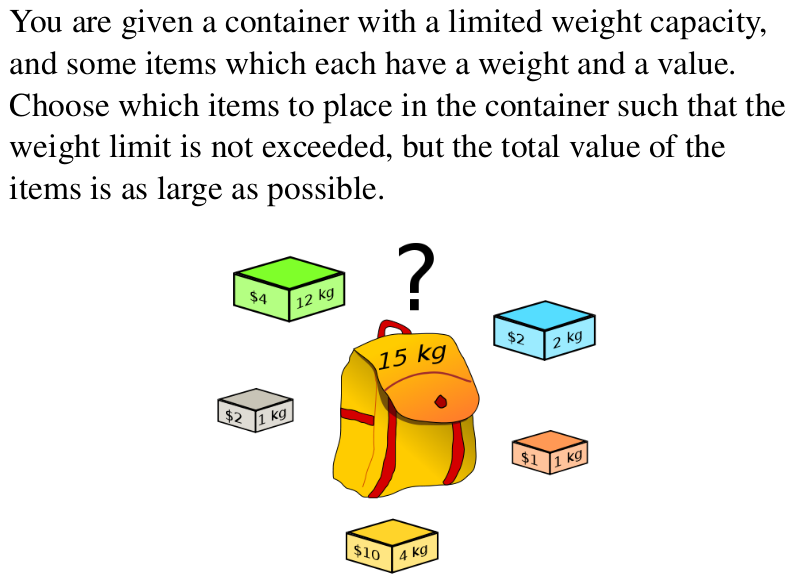 You are given a container with a limited weight capacity,
and some items which each have a weight and a value.
Choose which items to place in the container such that the
weight limit is not exceeded, but the total value of the
items is as large as possible.
?
$4 12 kg
$2 2 kg
15 kg
$2 1 kg
$1 1 kg
$10 4 kg